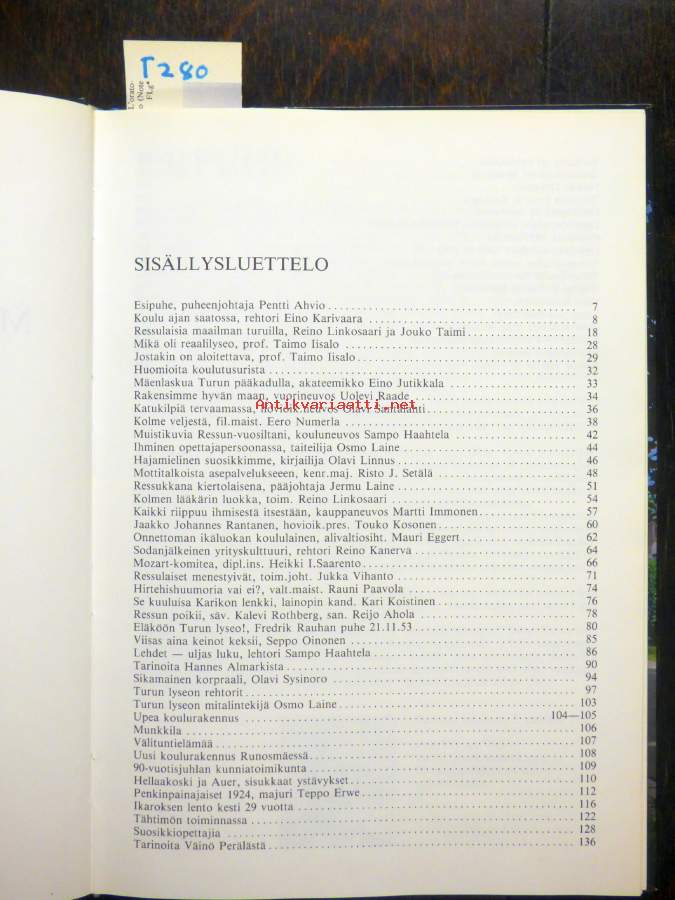 T280
L'orato-
o (Note
FLg*
SISÄLLYSLUETTELO
Esipuhe, puheenjohtaja Pentti Ahvio 7
Koulu ajan saatossa, rehtori Eino Karivaara 8
Ressulaisia maailman turuilla, Reino Linkosaari ja Jouko Taimi 18
Mikä oli reaalilyseo, prof. Taimo Iisalo 28
Jostakin on aloitettava, prof. Taimo Iisalo 29
Huomioita koulutusurista 32
Mäenlaskua Turun pääkadulla, akateemikko Eino Jutikkala 33
Rakensimme hyvän maan, vuorineuvos Uolevi Raade 34
Katukilpiä tervaamassa, hovioik.neuvos Olavi Santalahti 36
Antikvariaatti.net
Kolme veljestä, fil.maist. Eero Numerla 38
Muistikuvia Ressun-vuosiltani, kouluneuvos Sampo Haahtela 42
Ihminen opettajapersoonassa, taiteilija Osmo Laine 44
Hajamielinen suosikkimme, kirjailija Olavi Linnus 46
Mottitalkoista asepalvelukseeen, kenr.maj. Risto J. Setälä 48
Ressukkana kiertolaisena, pääjohtaja Jermu Laine 51
Kolmen lääkärin luokka, toim. Reino Linkosaari 54
Kaikki riippuu ihmisestä itsestään, kauppaneuvos Martti Immonen 57
Jaakko Johannes Rantanen, hovioik.pres. Touko Kosonen 60
Onnettoman ikäluokan koululainen, alivaltiosiht. Mauri Eggert 62
Sodanjälkeinen yrityskulttuuri, rehtori Reino Kanerva 64
Mozart-komitea, dipl.ins. Heikki I.Saarento 66
Ressulaiset menestyivät, toim.joht. Jukka Vihanto 71
Hirtehishuumoria vai ei?, valt.maist. Rauni Paavola 74
Se kuuluisa Karikon lenkki, lainopin kand. Kari Koistinen 76
Ressun poikii, säv. Kalevi Rothberg, san. Reijo Ahola 78
Eläköön Turun lyseo!, Fredrik Rauhan puhe 21.11.53 80
Viisas aina keinot keksii, Seppo Oinonen 85
Lehdet — uljas luku, lehtori Sampo Haahtela 86
Tarinoita Hannes Almarkista 90
Sikamainen korpraali, Olavi Sysinoro 94
Turun lyseon rehtorit 97
Turun lyseon mitalintekijä Osmo Laine 103
Upea koulurakennus 104—105
Munkkila 106
Välituntielämää 107
Uusi koulurakennus Runosmäessä 108
90-vuotisjuhlan kunniatoimikunta 109
Hellaakoski ja Auer, sisukkaat ystävykset 110
Penkinpainajaiset 1924, majuri Teppo Erwe 112
Ikaroksen lento kesti 29 vuotta 116
Tähtimön toiminnassa 122
Suosikkiopettajia 128
Tarinoita Väinö Perälästä 136